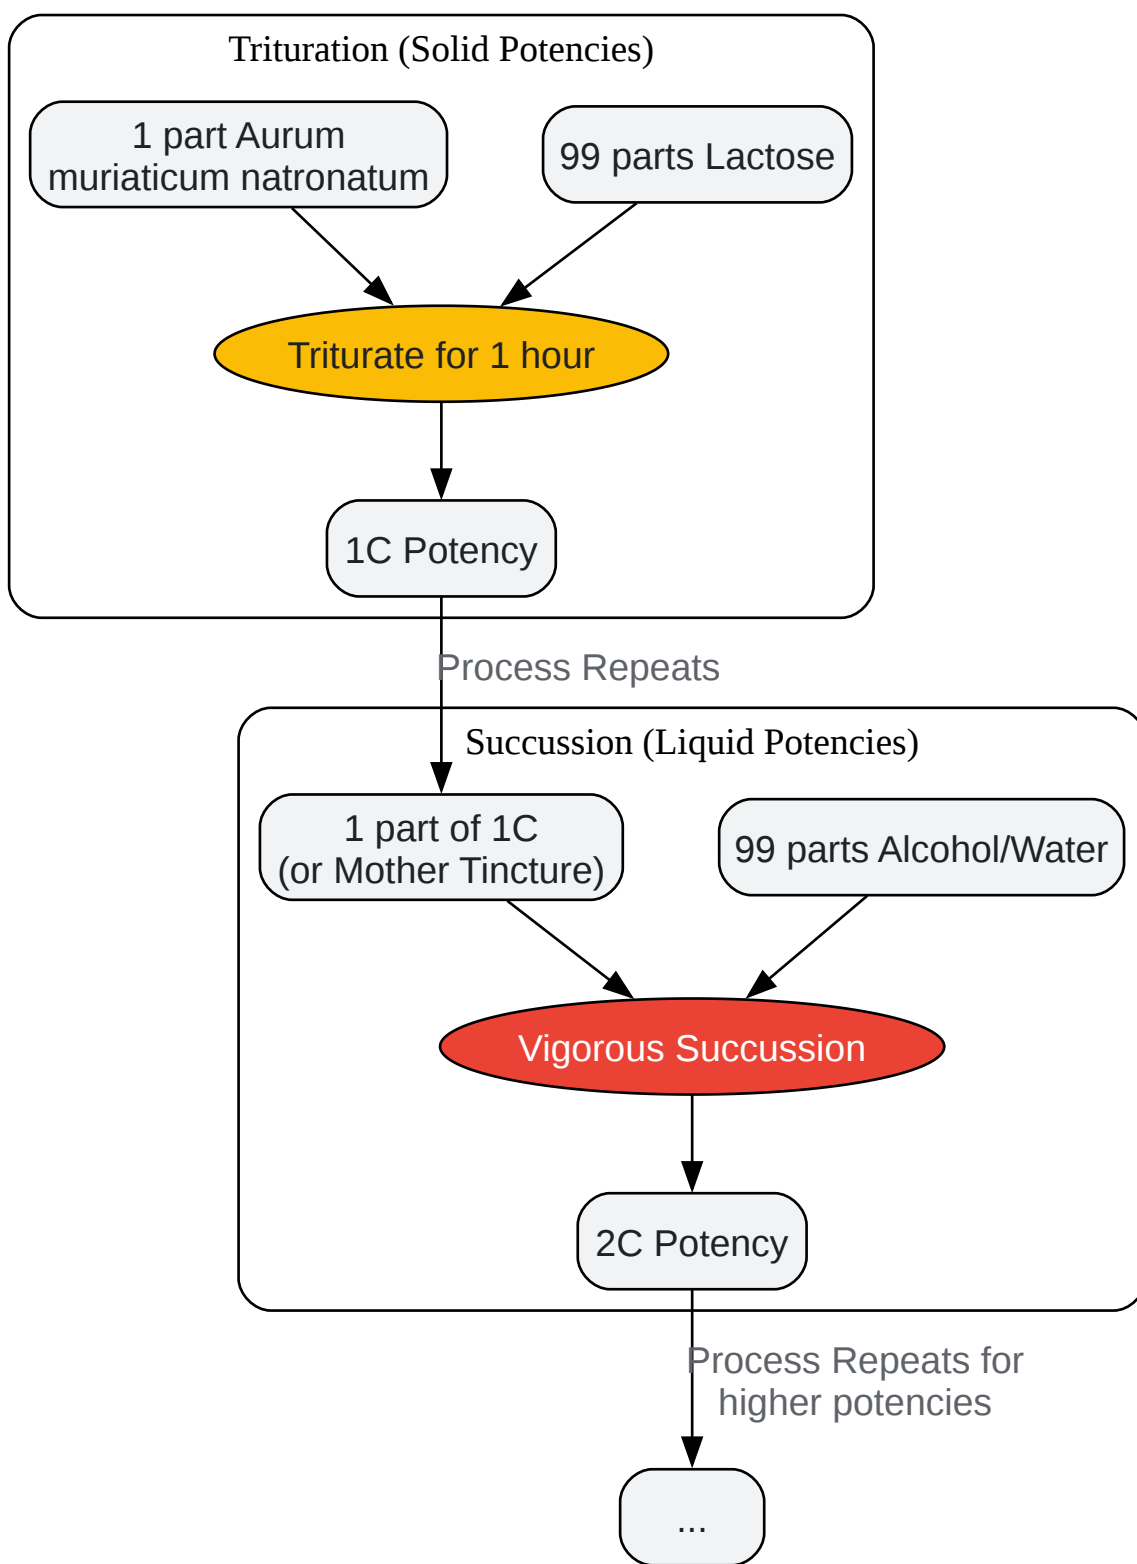 Trituration (Solid Potencies)
1 part Aurum
muriaticum natronatum
99 parts Lactose
Triturate for 1 hour
1C Potency
Process Repeats
Succussion (Liquid Potencies)
1 part of 1C
(or Mother Tincture)
99 parts Alcohol/Water
Vigorous Succussion
2C Potency
Process Repeats for
higher potencies
...